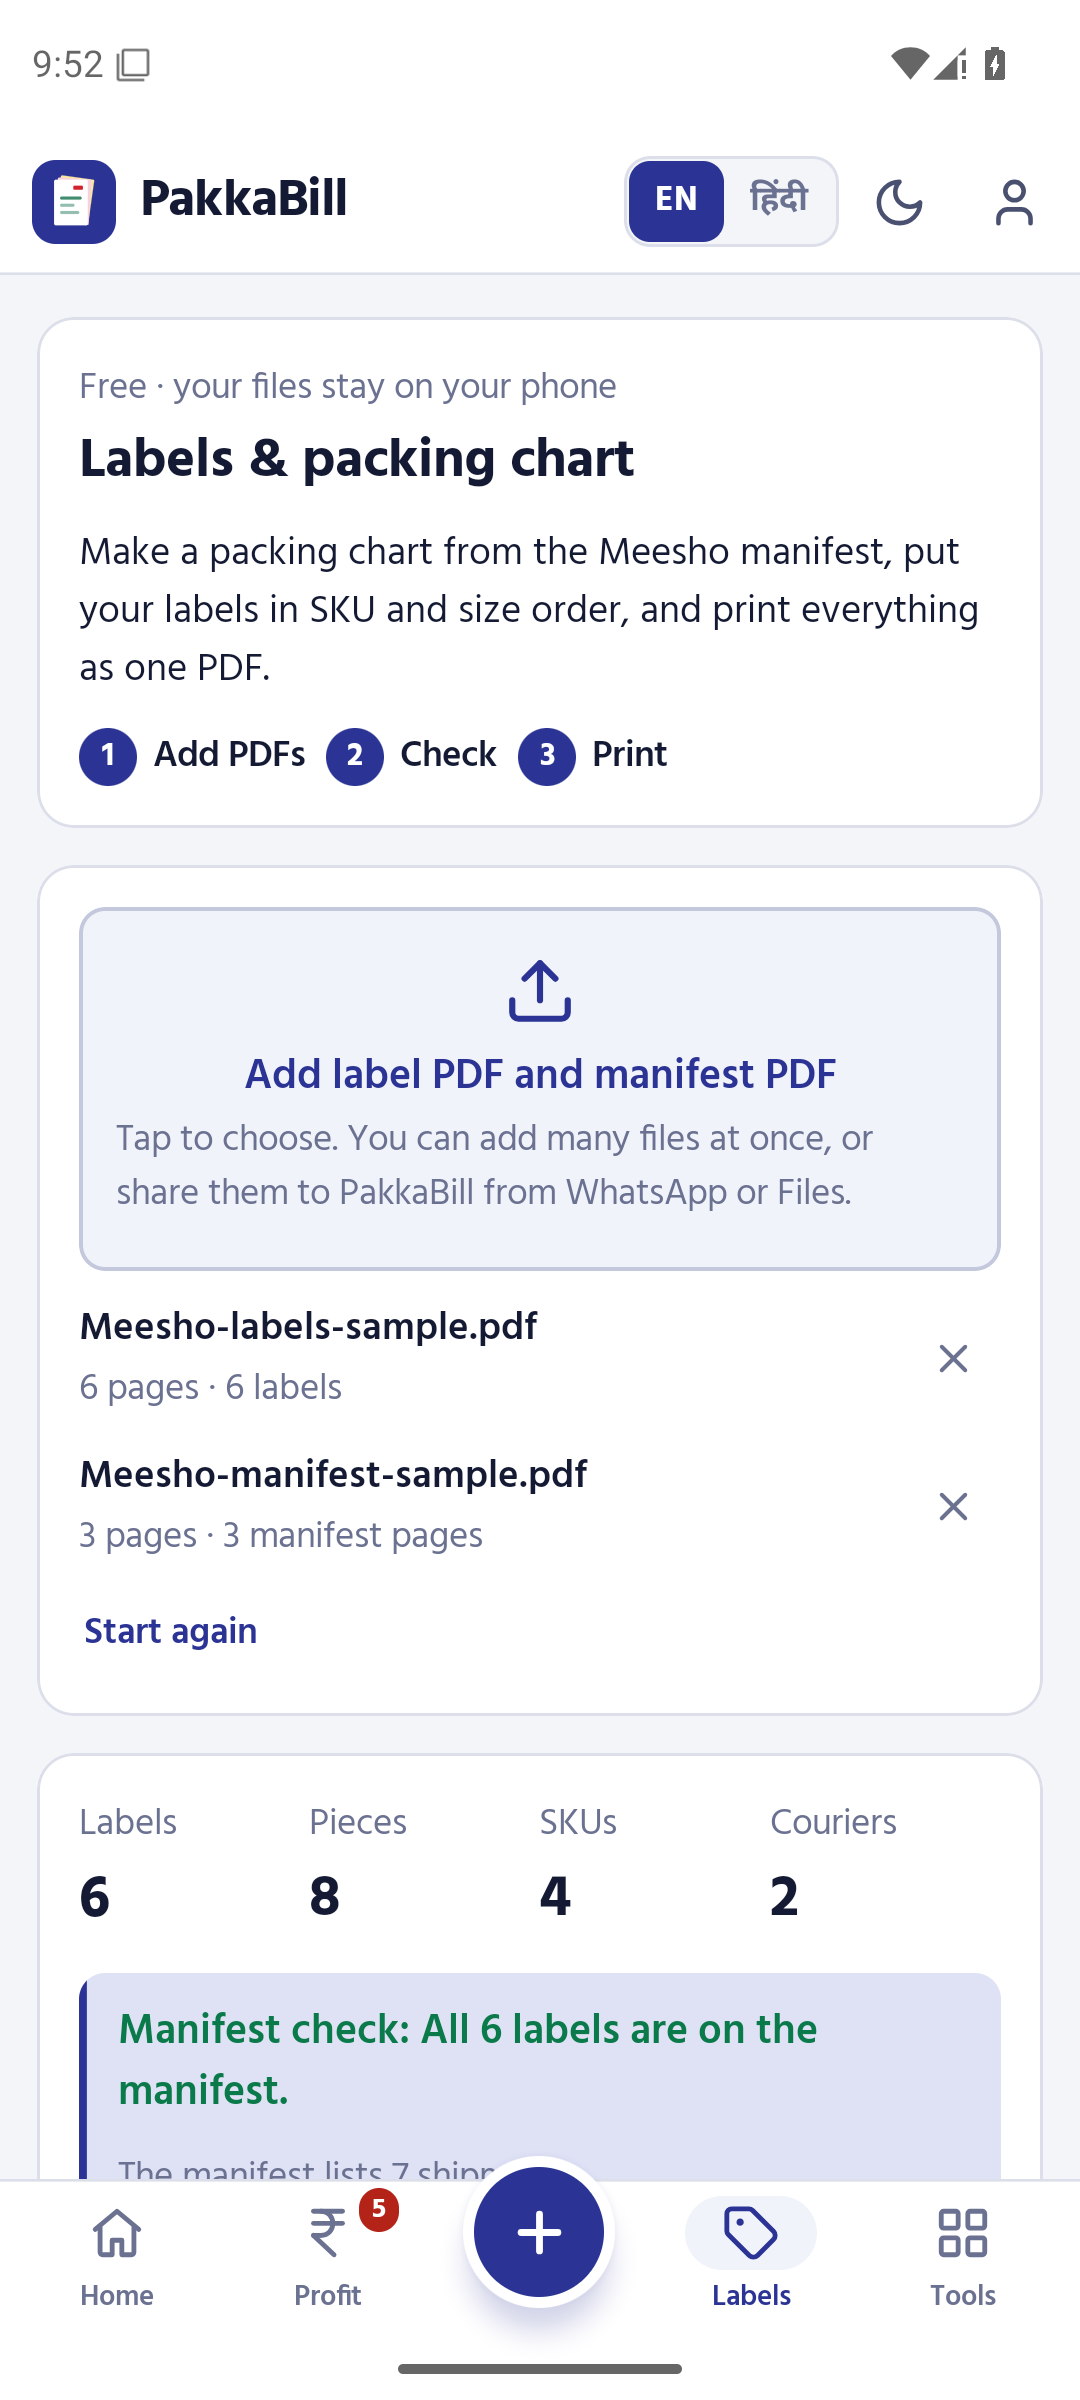 9:52
PakkaBill
EN हिंदी
Free · your files stay on your phone
Labels & packing chart
Make a packing chart from the Meesho manifest, put
your labels in SKU and size order, and print everything
as one PDF.
1 Add PDFs 2 Check 3 Print
Add label PDF and manifest PDF
Tap to choose. You can add many files at once, or
share them to PakkaBill from WhatsApp or Files.
Meesho-labels-sample.pdf
6 pages · 6 labels
Meesho-manifest-sample.pdf
3 pages · 3 manifest pages
Start again
Labels Pieces SKUs Couriers
6 8 4 2
Manifest check: All 6 labels are on the
manifest.
The manifest lists 7
5
Home Profit Labels Tools